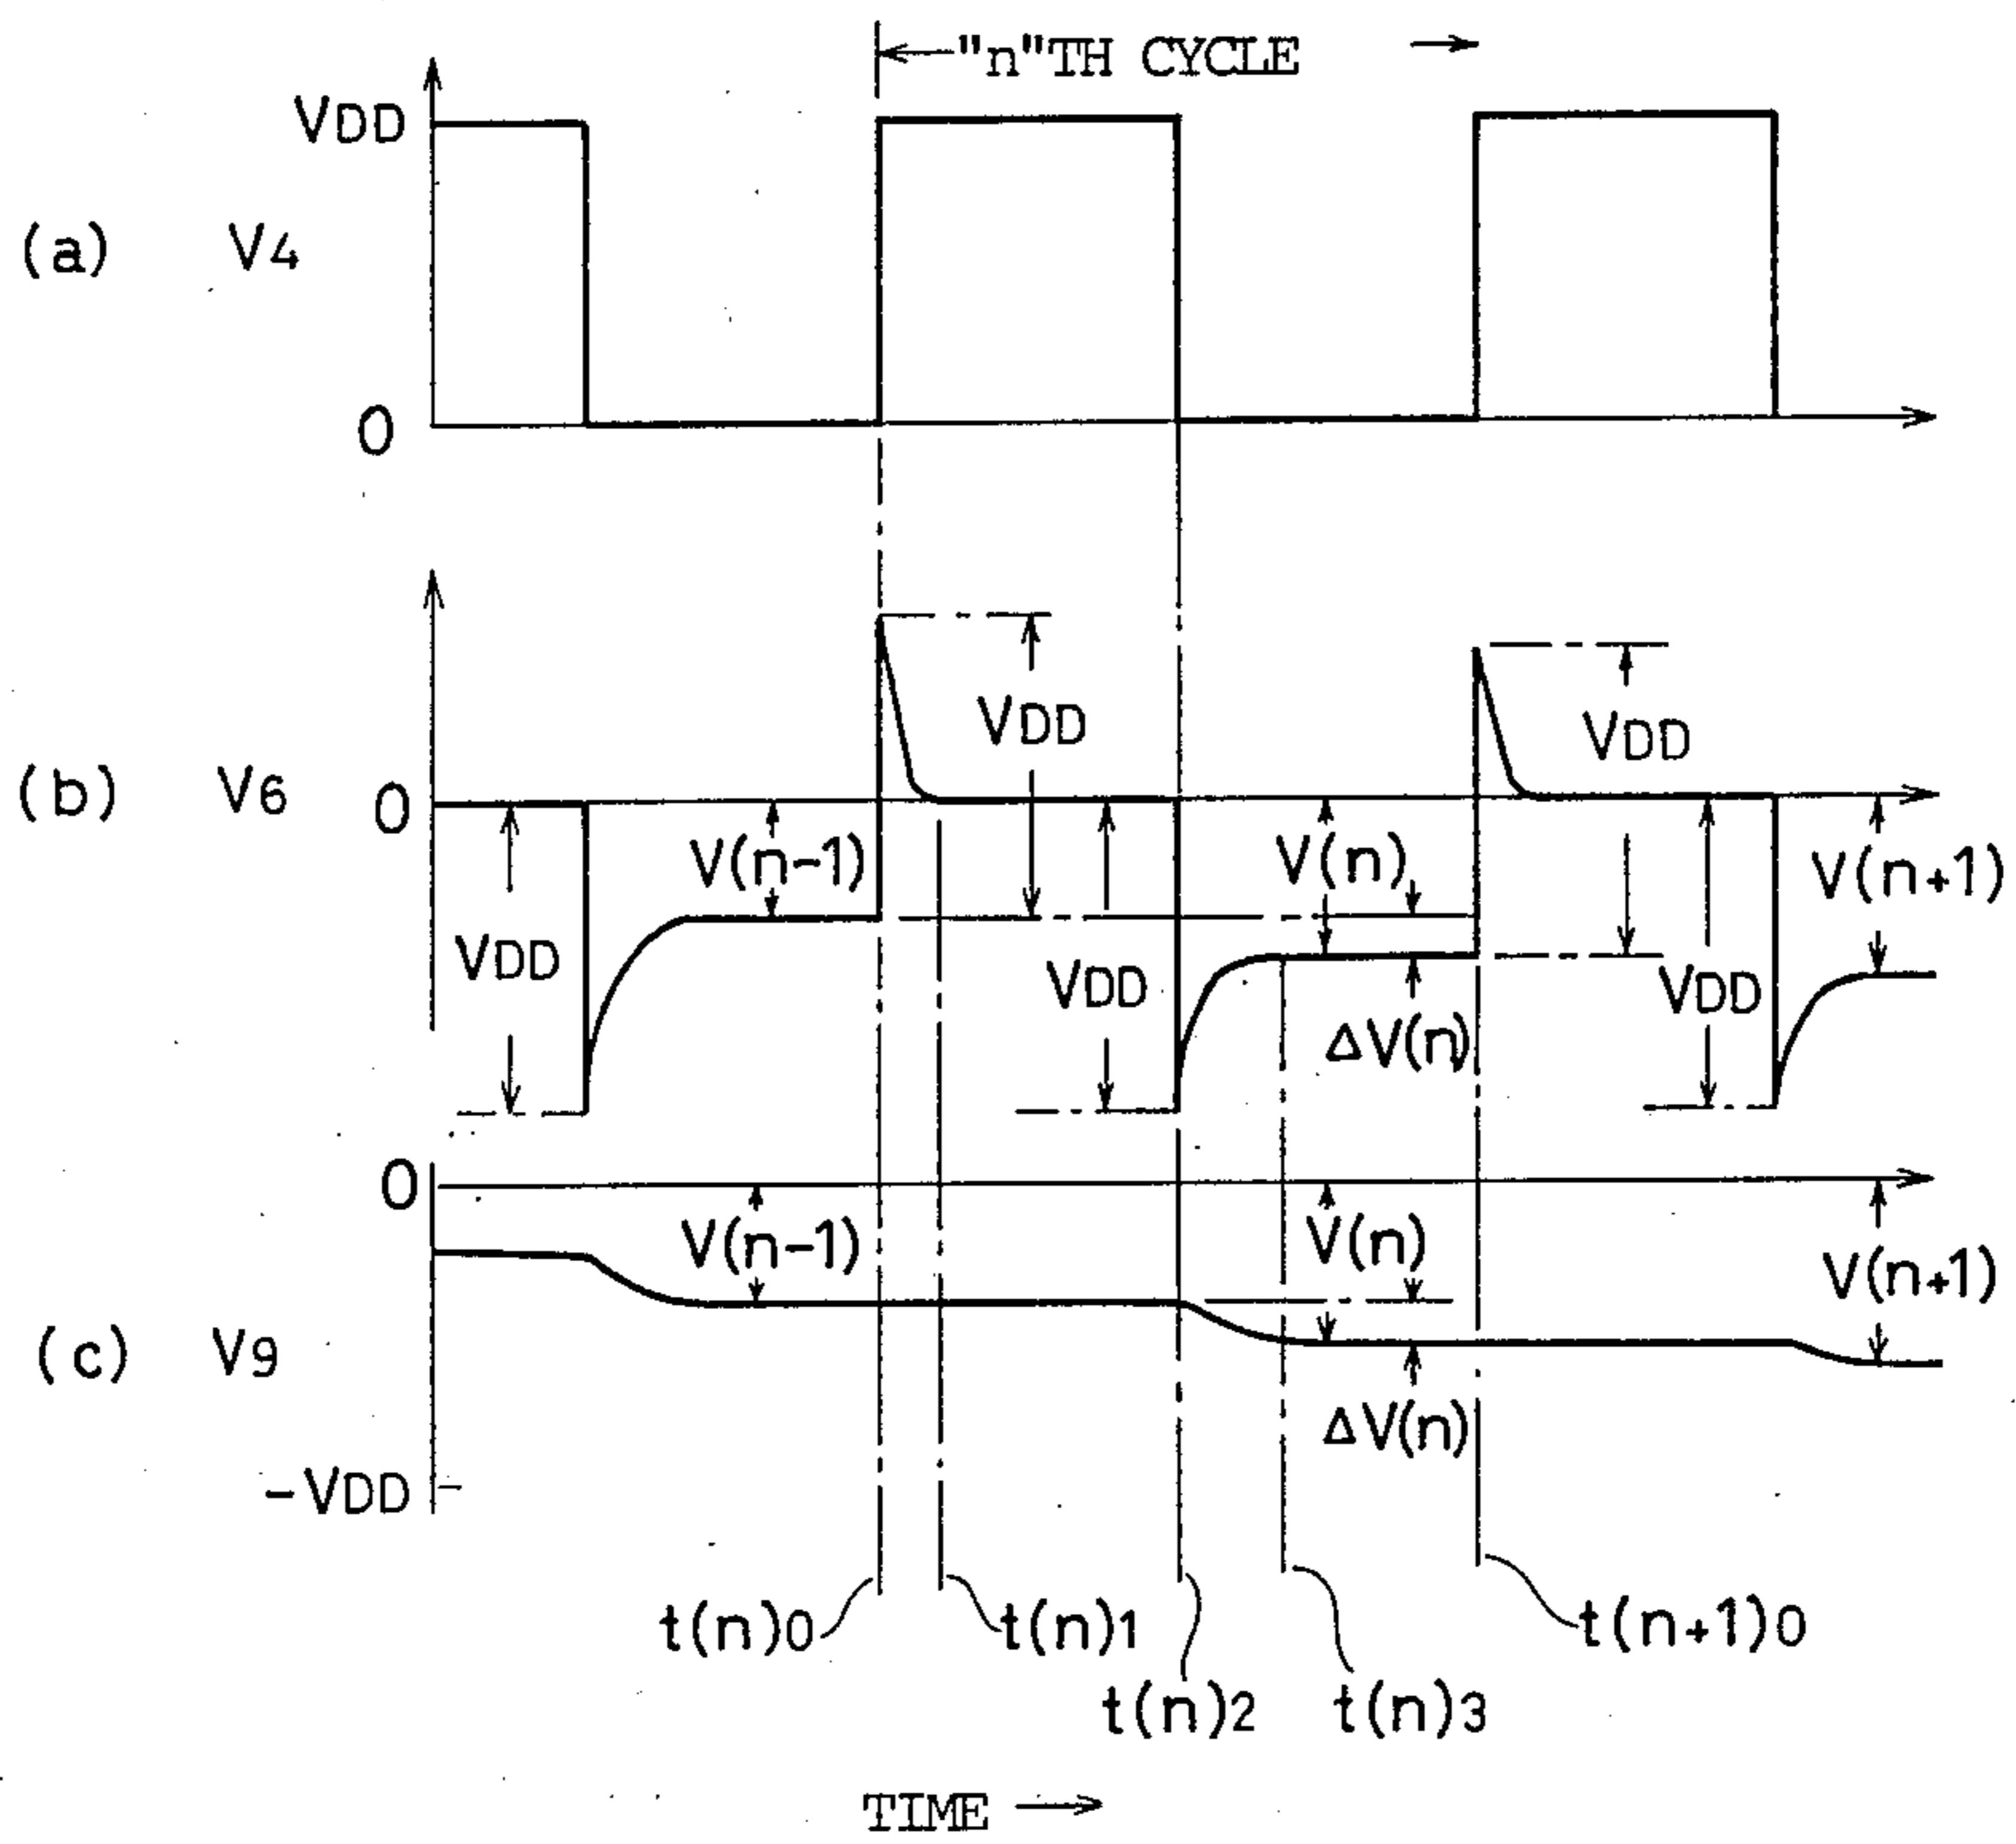 "n"TH CYCLE
VDD
(a) V4
0
VDD
VDD
(b) V6
0
V(n-1)
V(n)
V(n+1)
VDD
VDD
VDD
ΔV(n)
0
V(n-1)
V(n)
V(n+1)
(c) V9
ΔV(n)
-VDD
t(n)0
t(n)1
t(n+1)0
t(n)2
t(n)3
TIME